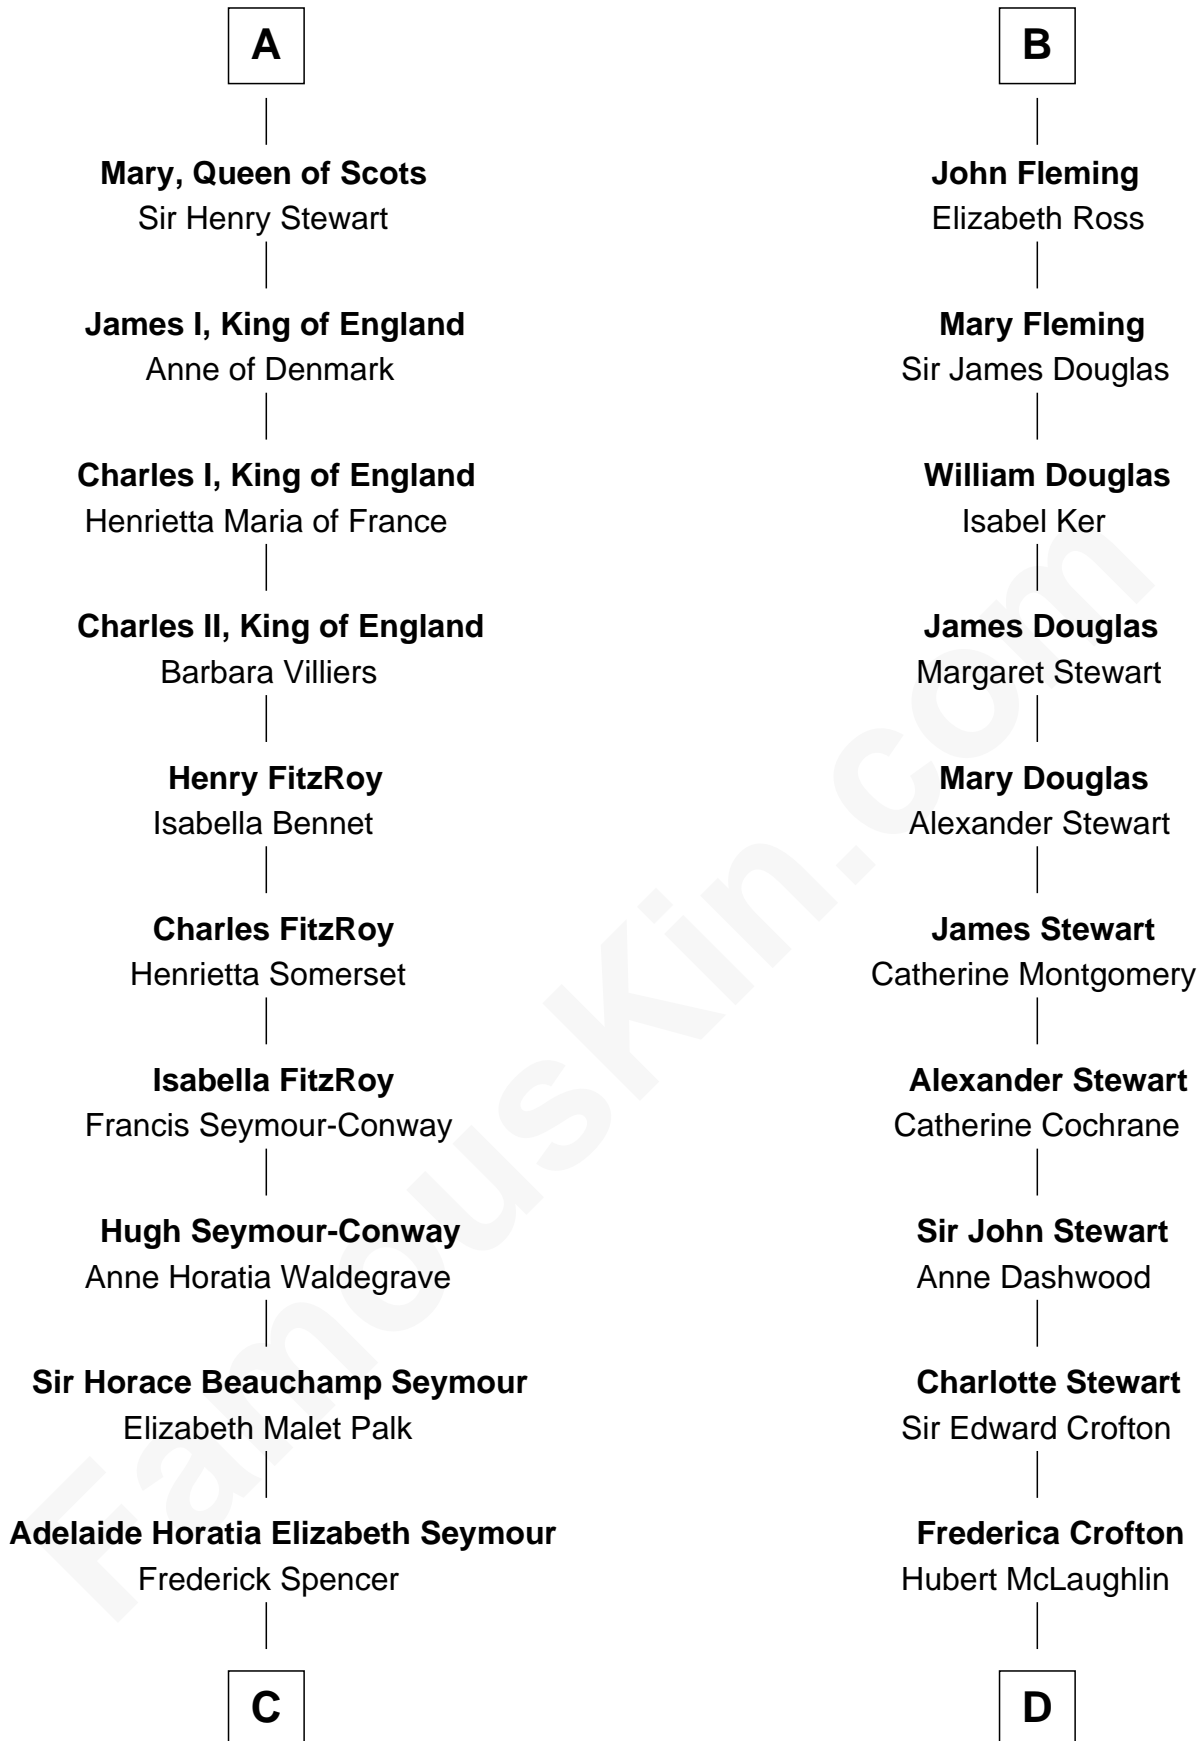 A
Mary, Queen of Scots
Sir Henry Stewart
James I, King of England
Anne of Denmark
Charles I, King of England
Henrietta Maria of France
Charles II, King of England
Barbara Villiers
Henry FitzRoy
Isabella Bennet
Charles FitzRoy
Henrietta Somerset
Isabella FitzRoy
Francis Seymour-Conway
Hugh Seymour-Conway
Anne Horatia Waldegrave
Sir Horace Beauchamp Seymour
Elizabeth Malet Palk
Adelaide Horatia Elizabeth Seymour
Frederick Spencer
C
B
John Fleming
Elizabeth Ross
Mary Fleming
Sir James Douglas
William Douglas
Isabel Ker
James Douglas
Margaret Stewart
Mary Douglas
Alexander Stewart
James Stewart
Catherine Montgomery
Alexander Stewart
Catherine Cochrane
Sir John Stewart
Anne Dashwood
Charlotte Stewart
Sir Edward Crofton
Frederica Crofton
Hubert McLaughlin
D
FamousKin.com